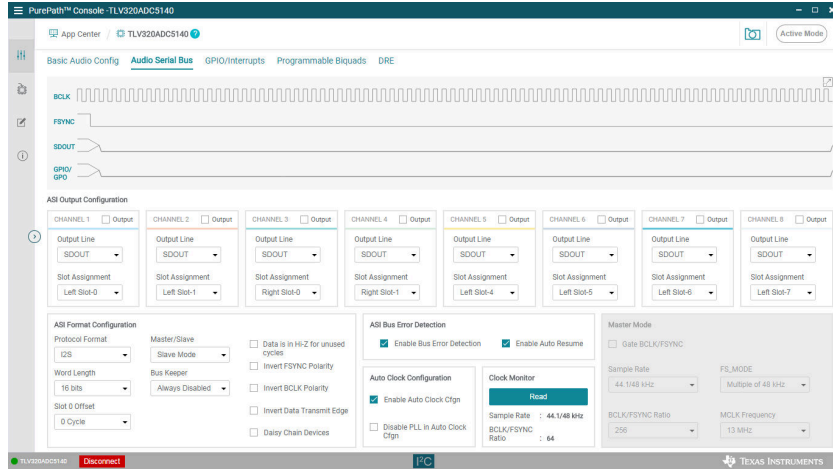 PurePath™ Console -TLV320ADC5140
App Center / TLV320ADC5140
Active Mode
Basic Audio Config Audio Serial Bus GPIO/Interrupts Programmable Biquads DRE
BCLK
FSYNC
SDOUT
GPIO/
GPO
ASI Output Configuration
CHANNEL 1 Output CHANNEL 2 Output CHANNEL 3 Output CHANNEL 4 Output CHANNEL 5 Output CHANNEL 6 Output CHANNEL 7 Output CHANNEL 8 Output
Output Line Output Line Output Line Output Line Output Line Output Line Output Line Output Line
SDOUT SDOUT SDOUT SDOUT SDOUT SDOUT SDOUT SDOUT
Slot Assignment Slot Assignment Slot Assignment Slot Assignment Slot Assignment Slot Assignment Slot Assignment Slot Assignment
Left Slot-0 Left Slot-1 Right Slot-0 Right Slot-1 Left Slot-4 Left Slot-5 Left Slot-6 Left Slot-7
ASI Format Configuration
Protocol Format Master/Slave
I2S Slave Mode
Word Length Bus Keeper
16 bits Always Disabled
Slot 0 Offset
0 Cycle
Data is in Hi-Z for unused
cycles
Invert FSYNC Polarity
Invert BCLK Polarity
Invert Data Transmit Edge
Daisy Chain Devices
ASI Bus Error Detection
Enable Bus Error Detection Enable Auto Resume
Auto Clock Configuration
Enable Auto Clock Cfgn
Disable PLL in Auto Clock
Cfgn
Clock Monitor
Read
Sample Rate : 44.1/48 kHz
BCLK/FSYNC
Ratio : 64
Master Mode
Gate BCLK/FSYNC
Sample Rate FS_MODE
44.1/48 kHz Multiple of 48 kHz
BCLK/FSYNC Ratio MCLK Frequency
256 13 MHz
TLV320ADC5140 Disconnect I²C TEXAS INSTRUMENTS